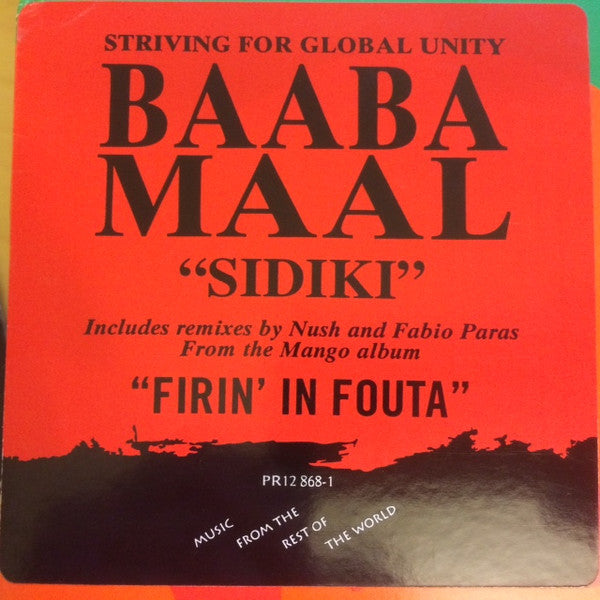 STRIVING FOR GLOBAL UNITY
BAABA
MAAL
“SIDIKI”
Includes remixes by Nush and Fabio Paras
From the Mango album
“FIRIN’ IN FOUTA”
PR12 868-1
MUSIC
FROM THE
REST OF
THE WORLD